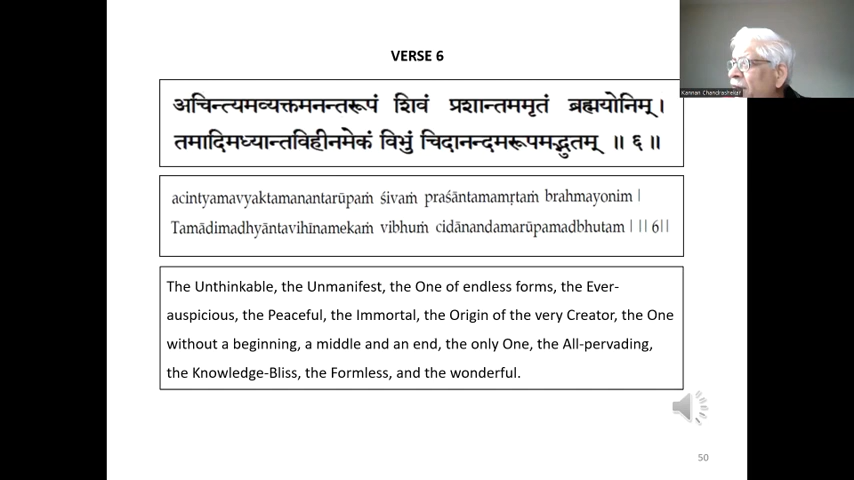 VERSE 6
अचिन्त्यमव्यक्तमनन्तरूपं शिवं प्रशान्तममृतं ब्रह्मयोनिम् ।
तमादिमध्यान्तविहीनमेकं विभुं चिदानन्दमरूपमद्भुतम् ॥ ६ ॥
acintyamavyaktamanantarūpaṁ śivaṁ praśāntamamṛtaṁ brahmayonim |
Tamādimadhyāntavihīnamekaṁ vibhuṁ cidānandamarūpamadbhutam | || 6||
The Unthinkable, the Unmanifest, the One of endless forms, the Ever-
auspicious, the Peaceful, the Immortal, the Origin of the very Creator, the One
without a beginning, a middle and an end, the only One, the All-pervading,
the Knowledge-Bliss, the Formless, and the wonderful.
50
Kannan Chandrashekar